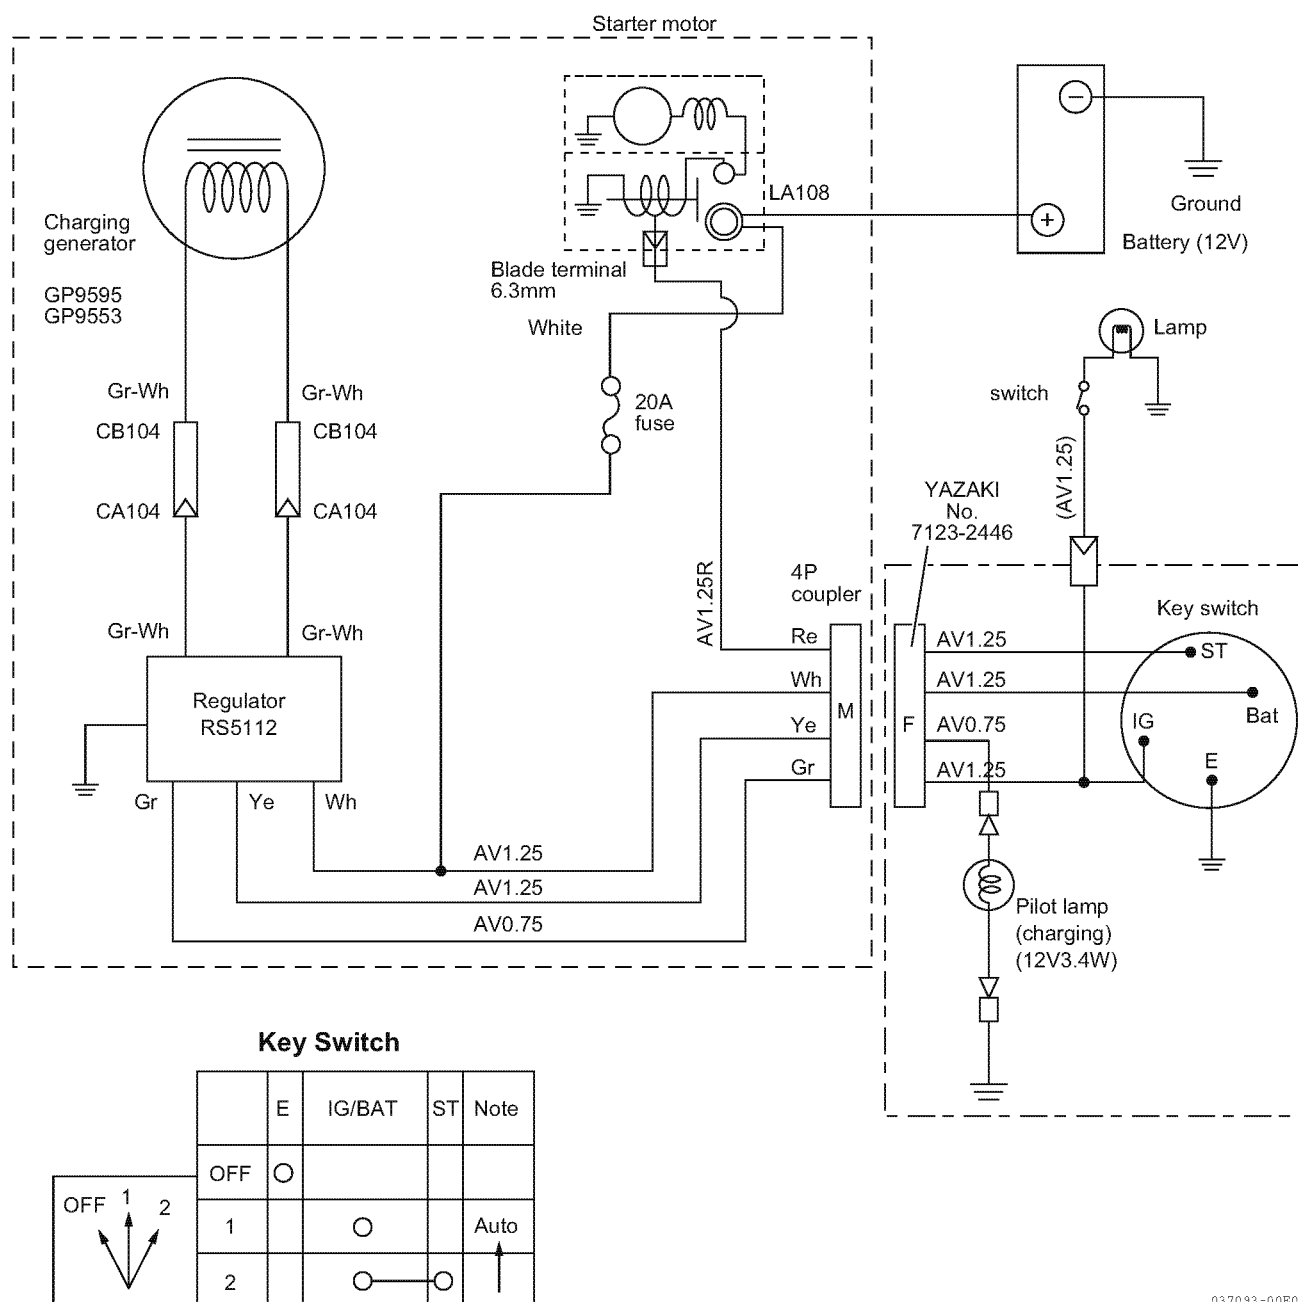 Starter motor
Charging
generator
GP9595
GP9553
LA108
−
+
Ground
Battery (12V)
Blade terminal
6.3mm
White
20A
fuse
Lamp
switch
(AV1.25)
Gr-Wh
Gr-Wh
CB104
CB104
CA104
CA104
Gr-Wh
Gr-Wh
YAZAKI
No.
7123-2446
AV1.25R
4P
coupler
Key switch
Regulator
RS5112
Re
Wh
Ye
Gr
M
F
AV1.25
AV1.25
AV0.75
AV1.25
ST
Bat
IG
E
Gr
Ye
Wh
AV1.25
AV1.25
AV0.75
Pilot lamp
(charging)
(12V3.4W)
Key Switch
E IG/BAT ST Note
OFF
1 Auto
2
OFF 1 2